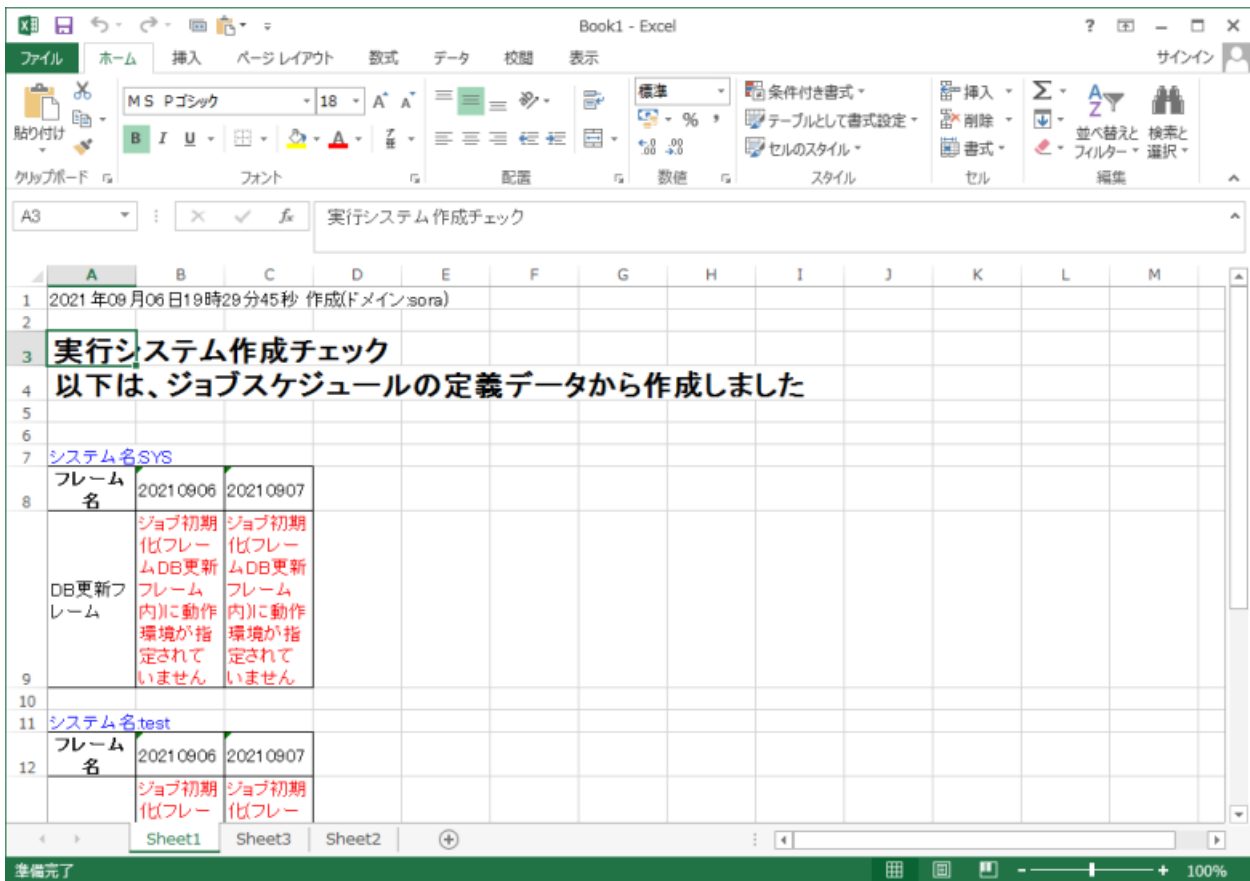 Book1 - Excel
ファイル ホーム 挿入 ページ レイアウト 数式 データ 校閲 表示 サインイン
貼り付け
MS Pゴシック 18
B I U
標準
条件付き書式
テーブルとして書式設定
セルのスタイル
挿入
削除
書式
並べ替えと
フィルター
検索と
選択
クリップボード フォント 配置 数値 スタイル セル 編集
A3 fx 実行システム作成チェック
A B C D E F G H I J K L M
1 2021年09月06日19時29分45秒 作成(ドメイン:sora)
2
3 実行システム作成チェック
4 以下は、ジョブスケジュールの定義データから作成しました
5
6
7 システム名:SYS
フレーム
名
8
20210906 20210907
DB更新フ
レーム
ジョブ初期
化(フレー
ムDB更新
フレーム
内)に動作
環境が指
定されて
いません
ジョブ初期
化(フレー
ムDB更新
フレーム
内)に動作
環境が指
定されて
いません
9
10
11 システム名:test
フレーム
名
12
20210906 20210907
ジョブ初期
化(フレー
ジョブ初期
化(フレー
Sheet1 Sheet3 Sheet2
準備完了 100%